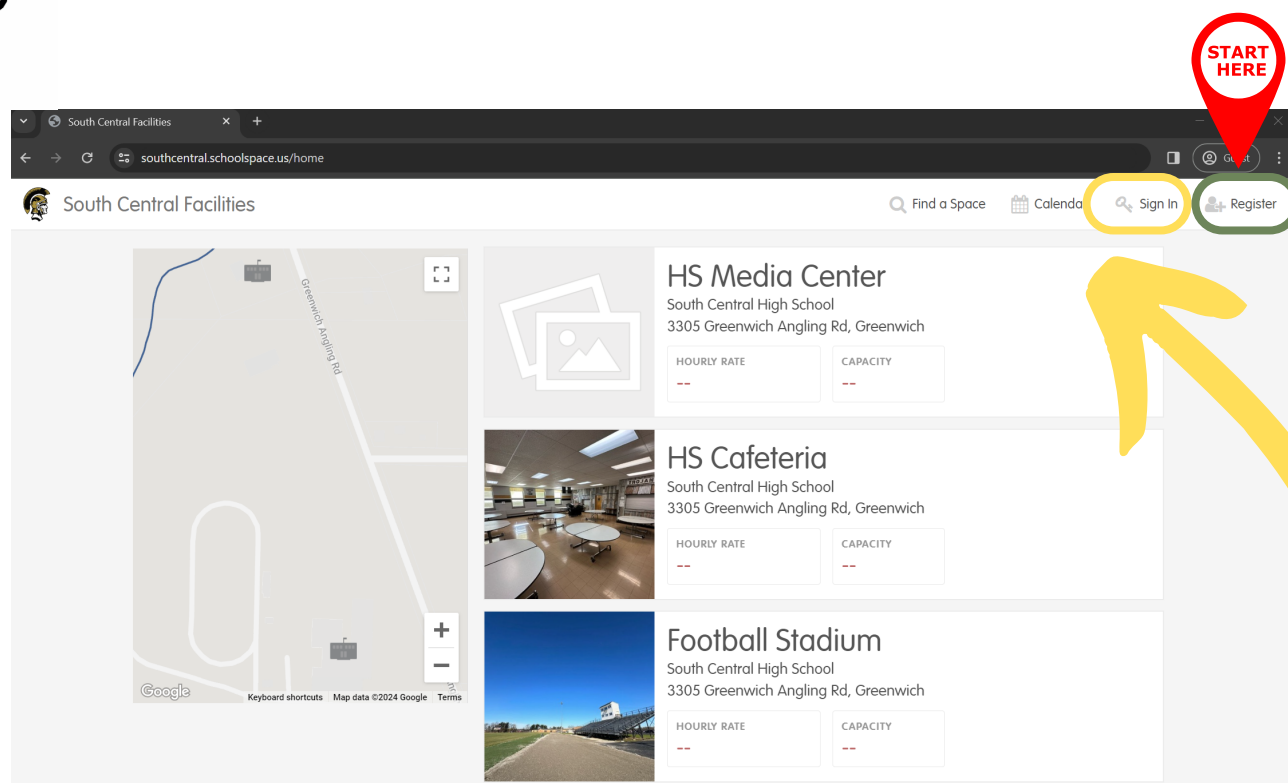 START
HERE
South Central Facilities
southcentral.schoolspace.us/home
South Central Facilities
Find a Space
Calenda
Sign In
Register
Greenwich Angling Rd
Google
Keyboard shortcuts
Map data ©2024 Google
Terms
HS Media Center
South Central High School
3305 Greenwich Angling Rd, Greenwich
HOURLY RATE
CAPACITY
--
--
HS Cafeteria
South Central High School
3305 Greenwich Angling Rd, Greenwich
HOURLY RATE
CAPACITY
--
--
Football Stadium
South Central High School
3305 Greenwich Angling Rd, Greenwich
HOURLY RATE
CAPACITY
--
--